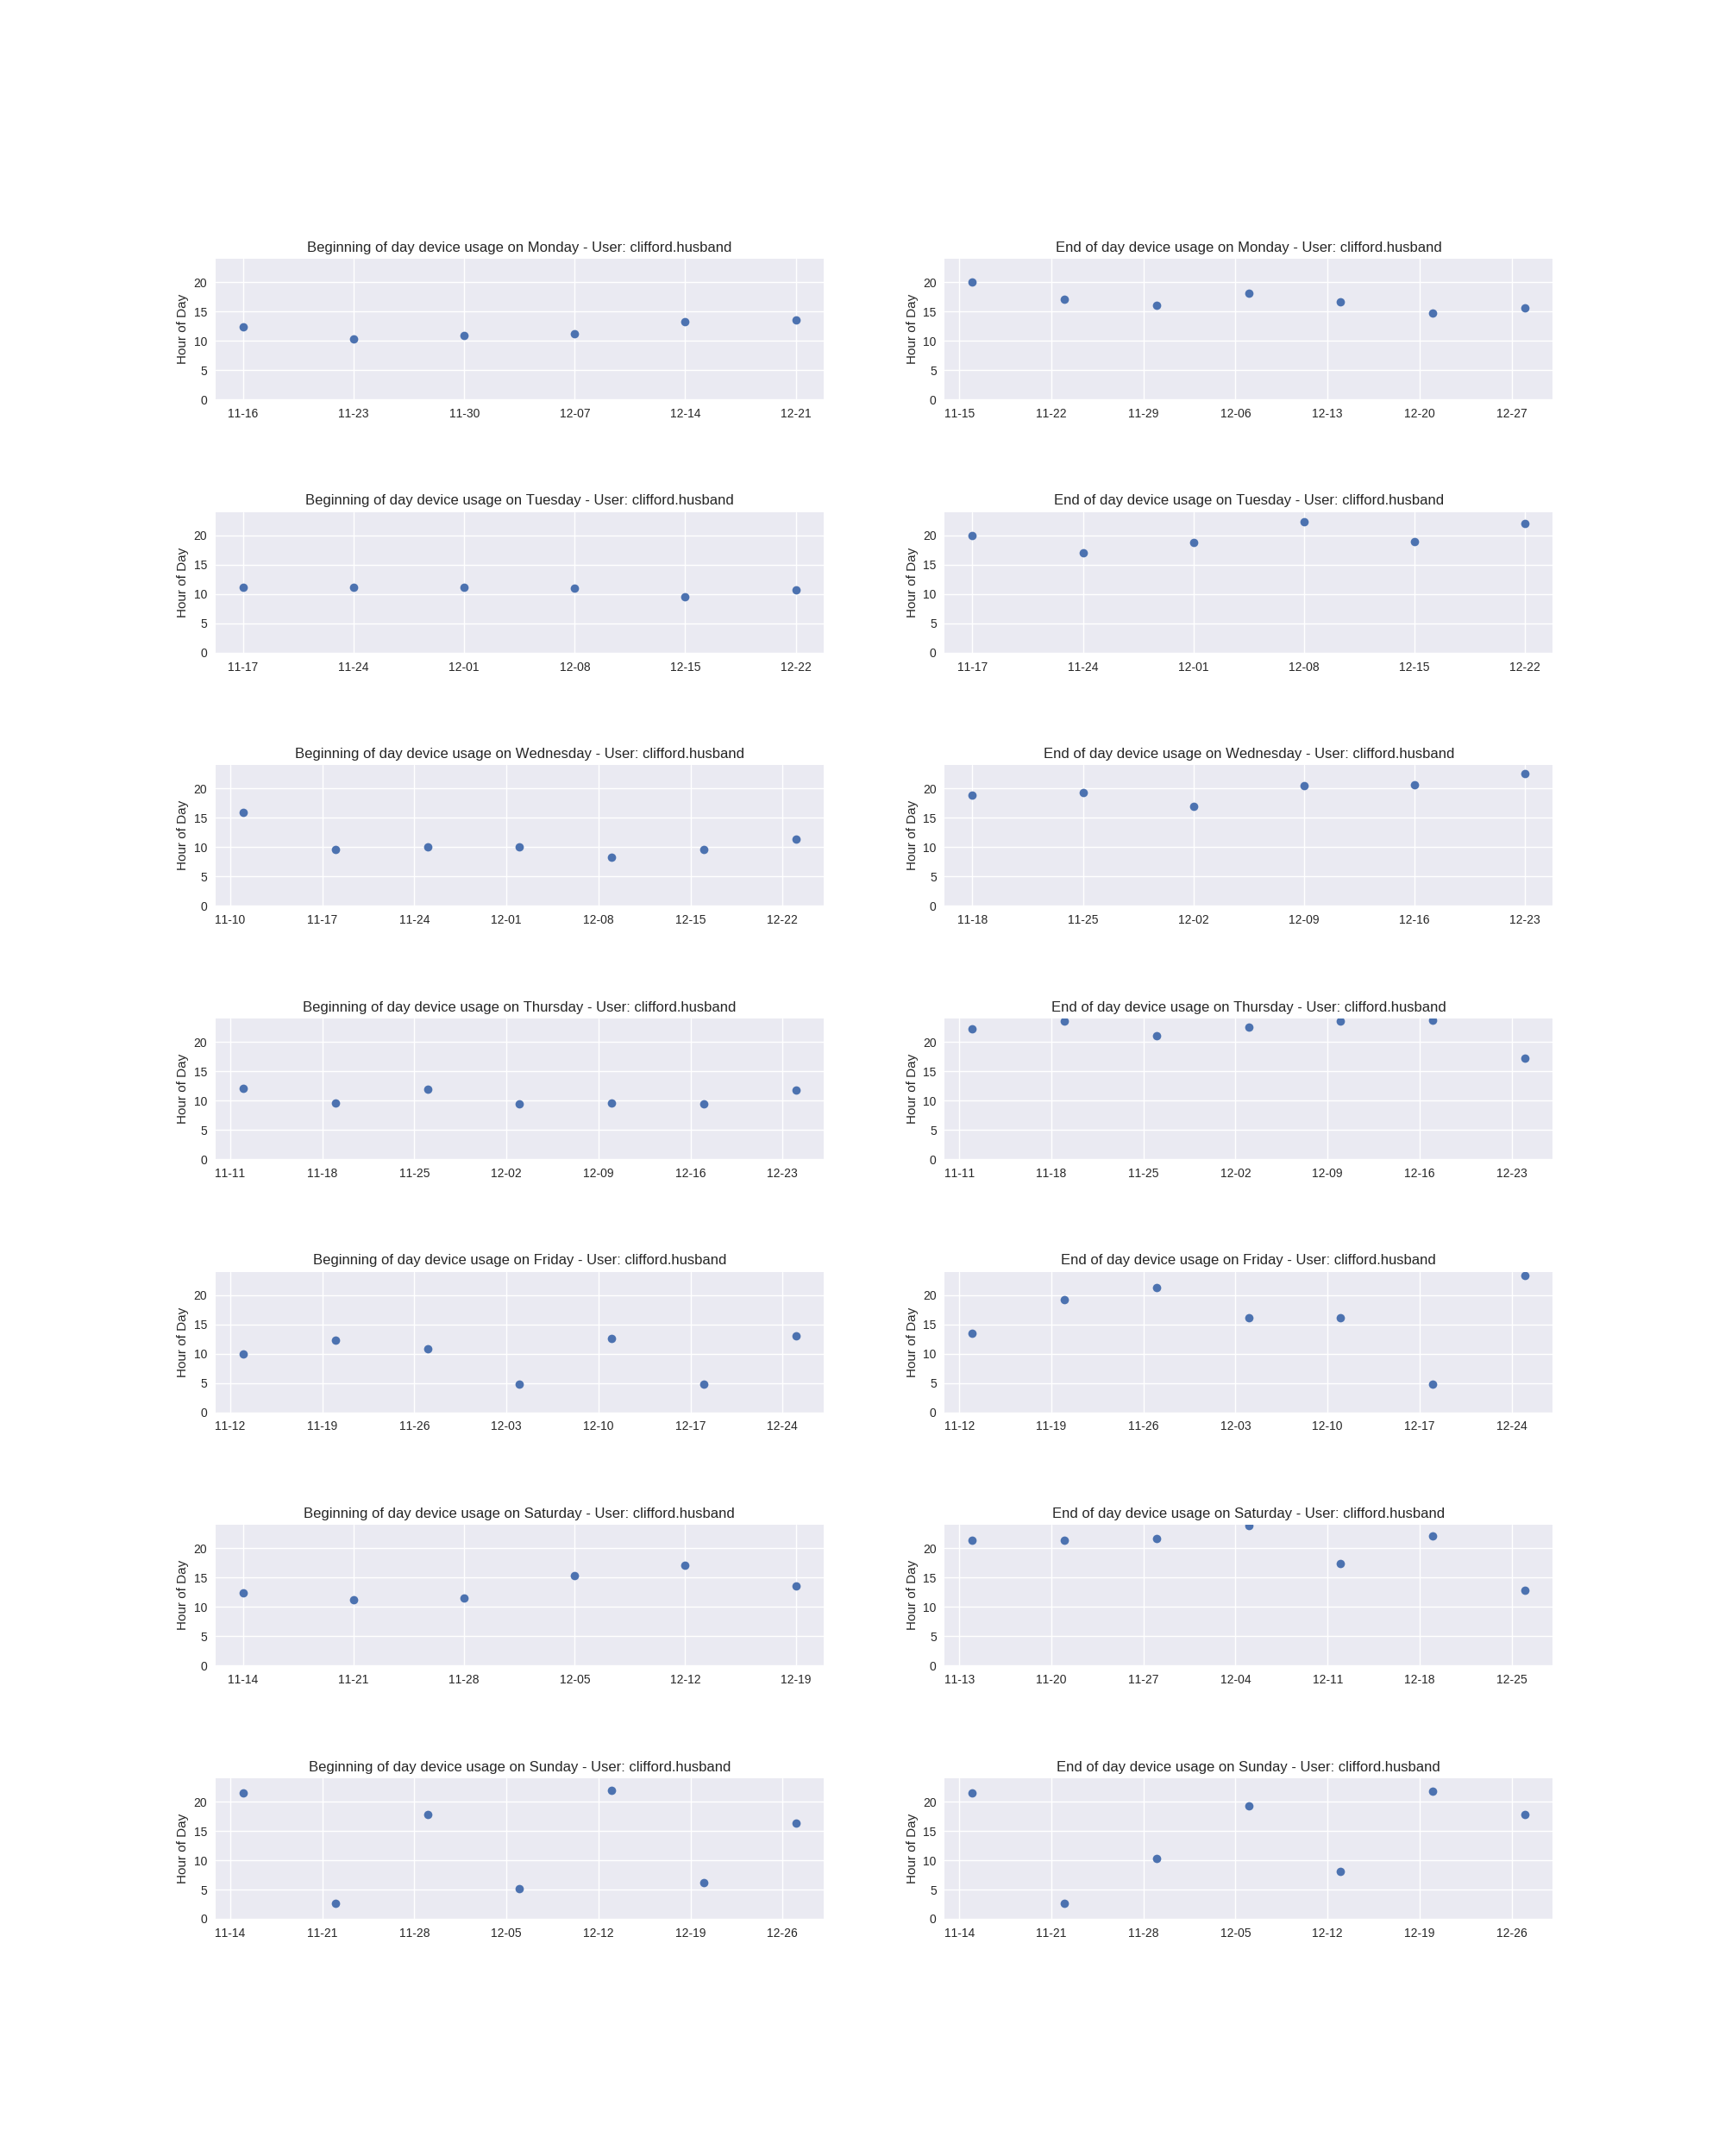 Beginning of day device usage on Monday - User: clifford.husband
Hour of Day
20
15
10
5
0
11-16 11-23 11-30 12-07 12-14 12-21
End of day device usage on Monday - User: clifford.husband
Hour of Day
20
15
10
5
0
11-15 11-22 11-29 12-06 12-13 12-20 12-27
Beginning of day device usage on Tuesday - User: clifford.husband
Hour of Day
20
15
10
5
0
11-17 11-24 12-01 12-08 12-15 12-22
End of day device usage on Tuesday - User: clifford.husband
Hour of Day
20
15
10
5
0
11-17 11-24 12-01 12-08 12-15 12-22
Beginning of day device usage on Wednesday - User: clifford.husband
Hour of Day
20
15
10
5
0
11-10 11-17 11-24 12-01 12-08 12-15 12-22
End of day device usage on Wednesday - User: clifford.husband
Hour of Day
20
15
10
5
0
11-18 11-25 12-02 12-09 12-16 12-23
Beginning of day device usage on Thursday - User: clifford.husband
Hour of Day
20
15
10
5
0
11-11 11-18 11-25 12-02 12-09 12-16 12-23
End of day device usage on Thursday - User: clifford.husband
Hour of Day
20
15
10
5
0
11-11 11-18 11-25 12-02 12-09 12-16 12-23
Beginning of day device usage on Friday - User: clifford.husband
Hour of Day
20
15
10
5
0
11-12 11-19 11-26 12-03 12-10 12-17 12-24
End of day device usage on Friday - User: clifford.husband
Hour of Day
20
15
10
5
0
11-12 11-19 11-26 12-03 12-10 12-17 12-24
Beginning of day device usage on Saturday - User: clifford.husband
Hour of Day
20
15
10
5
0
11-14 11-21 11-28 12-05 12-12 12-19
End of day device usage on Saturday - User: clifford.husband
Hour of Day
20
15
10
5
0
11-13 11-20 11-27 12-04 12-11 12-18 12-25
Beginning of day device usage on Sunday - User: clifford.husband
Hour of Day
20
15
10
5
0
11-14 11-21 11-28 12-05 12-12 12-19 12-26
End of day device usage on Sunday - User: clifford.husband
Hour of Day
20
15
10
5
0
11-14 11-21 11-28 12-05 12-12 12-19 12-26